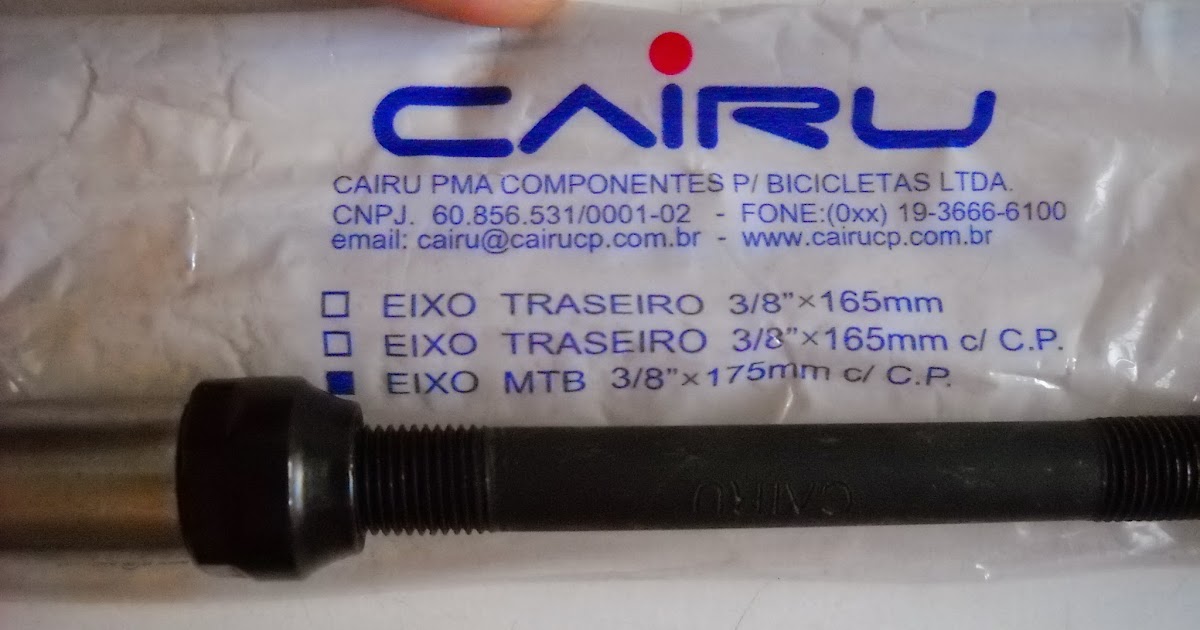 CAIRU
CAIRU PMA COMPONENTES P/ BICICLETAS LTDA.
CNPJ. 60.856.531/0001-02 - FONE:(0xx) 19-3666-6100
email: cairu@cairucp.com.br - www.cairucp.com.br
EIXO TRASEIRO 3/8”×165mm
EIXO TRASEIRO 3/8”×165mm c/ C.P.
EIXO MTB 3/8”×175mm c/ C.P.
CAIRU